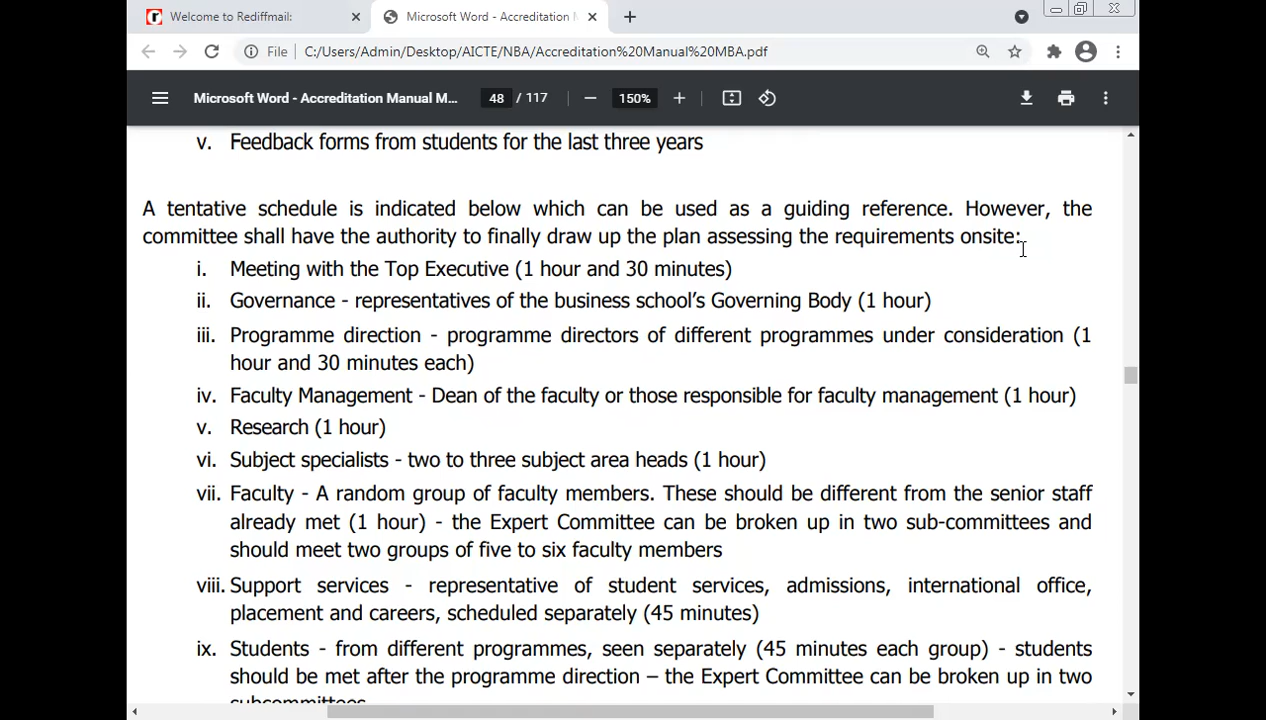 Welcome to Rediffmail:
Microsoft Word - Accreditation
File C:/Users/Admin/Desktop/AICTE/NBA/Accreditation%20Manual%20MBA.pdf
Microsoft Word - Accreditation Manual M... 48 / 117 150%
v. Feedback forms from students for the last three years
A tentative schedule is indicated below which can be used as a guiding reference. However, the
committee shall have the authority to finally draw up the plan assessing the requirements onsite:
i. Meeting with the Top Executive (1 hour and 30 minutes)
ii. Governance - representatives of the business school's Governing Body (1 hour)
iii. Programme direction - programme directors of different programmes under consideration (1
hour and 30 minutes each)
iv. Faculty Management - Dean of the faculty or those responsible for faculty management (1 hour)
v. Research (1 hour)
vi. Subject specialists - two to three subject area heads (1 hour)
vii. Faculty - A random group of faculty members. These should be different from the senior staff
already met (1 hour) - the Expert Committee can be broken up in two sub-committees and
should meet two groups of five to six faculty members
viii. Support services - representative of student services, admissions, international office,
placement and careers, scheduled separately (45 minutes)
ix. Students - from different programmes, seen separately (45 minutes each group) - students
should be met after the programme direction – the Expert Committee can be broken up in two
subcommittees